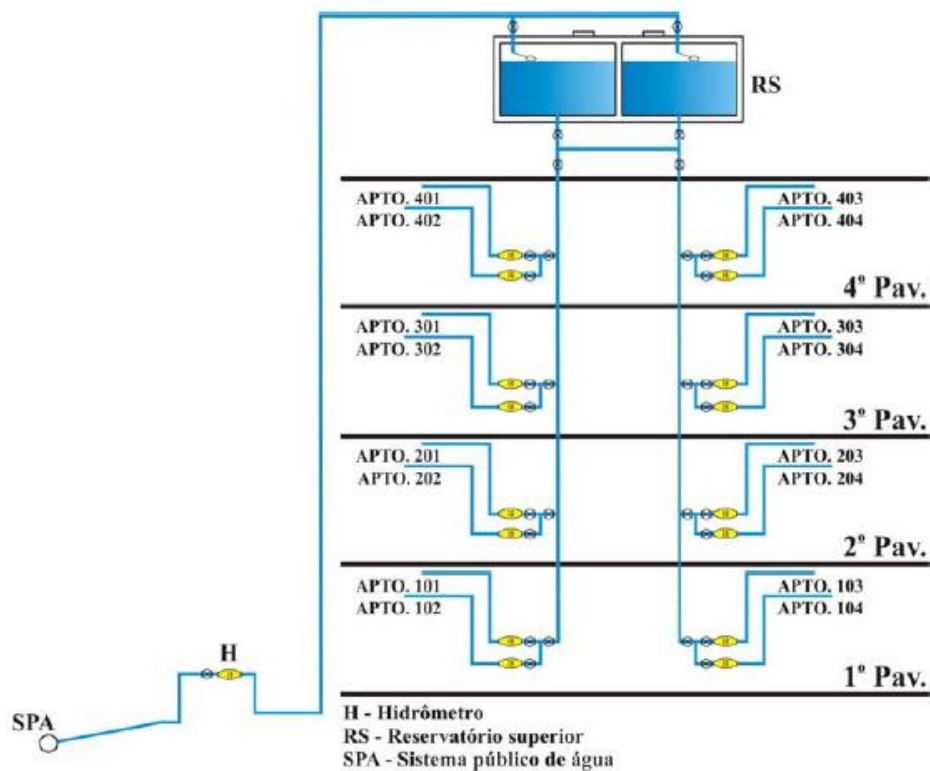 RS
APTO. 401
APTO. 402
APTO. 403
APTO. 404
4º Pav.
APTO. 301
APTO. 302
APTO. 303
APTO. 304
3º Pav.
APTO. 201
APTO. 202
APTO. 203
APTO. 204
2º Pav.
APTO. 101
APTO. 102
APTO. 103
APTO. 104
1º Pav.
H
SPA
H - Hidrômetro
RS - Reservatório superior
SPA - Sistema público de água